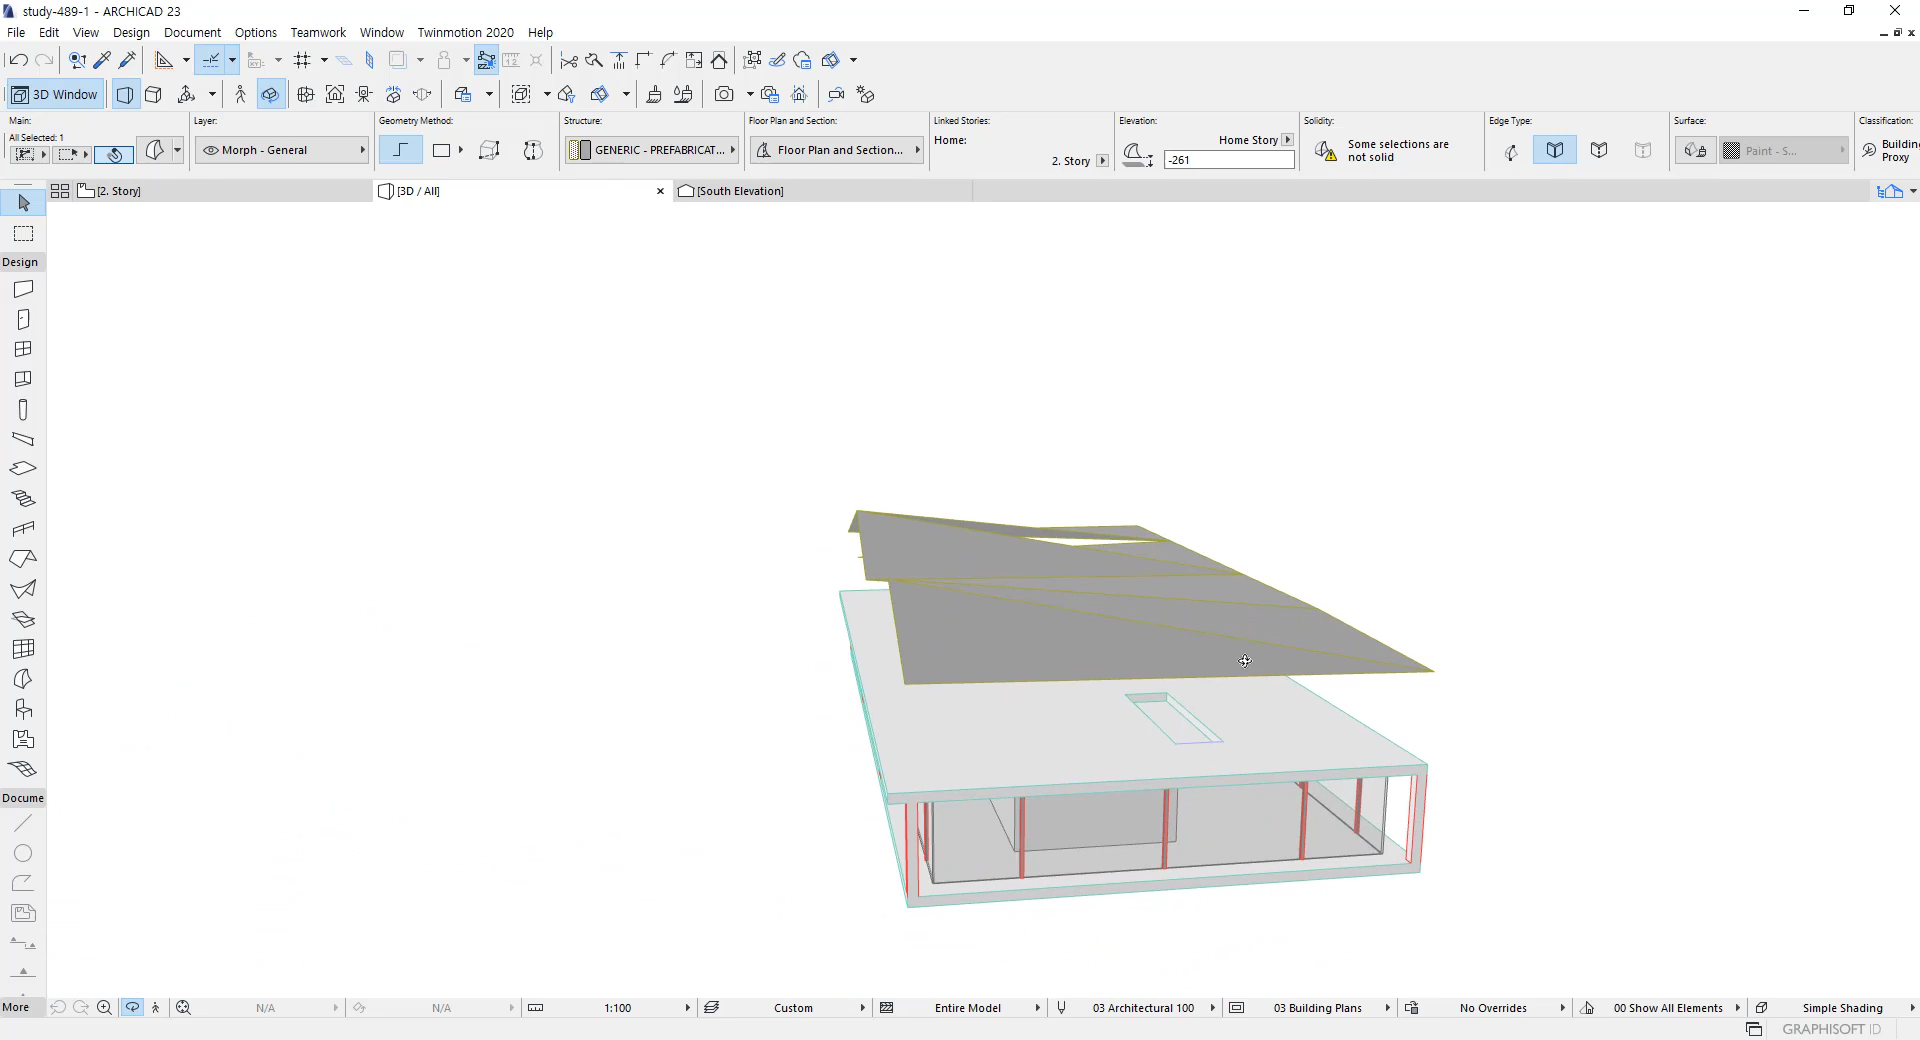 study-489-1 - ARCHICAD 23
File Edit View Design Document Options Teamwork Window Twinmotion 2020 Help
3D Window
Main: Layer: Geometry Method: Structure: Floor Plan and Section: Linked Stories: Elevation: Solidity: Edge Type: Surface: Classification:
All Selected: 1
Morph - General
GENERIC - PREFABRICAT...
Floor Plan and Section...
Home:
2. Story
Home Story
-261
Some selections are
not solid
Paint - S...
Building
Proxy
[2. Story] [3D / All] [South Elevation]
Design
Docume
More
N/A N/A 1:100 Custom Entire Model 03 Architectural 100 03 Building Plans No Overrides 00 Show All Elements Simple Shading
GRAPHISOFT ID